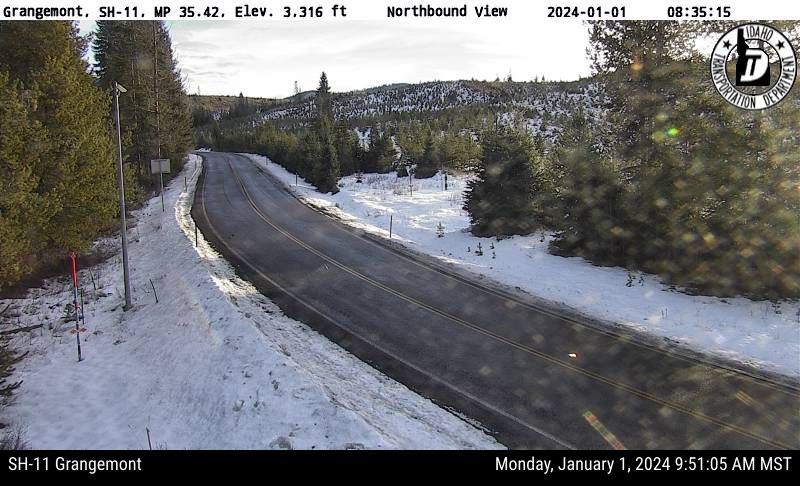 Grangemont, SH-11, MP 35.42, Elev. 3,316 ft Northbound View 2024-01-01 08:35:15
IDAHO
TRANSPORTATION DEPARTMENT
SH-11 Grangemont Monday, January 1, 2024 9:51:05 AM MST